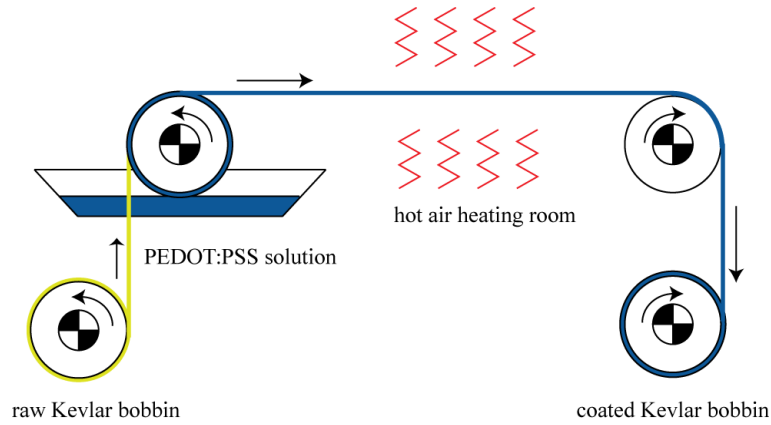 hot air heating room
PEDOT:PSS solution
raw Kevlar bobbin
coated Kevlar bobbin